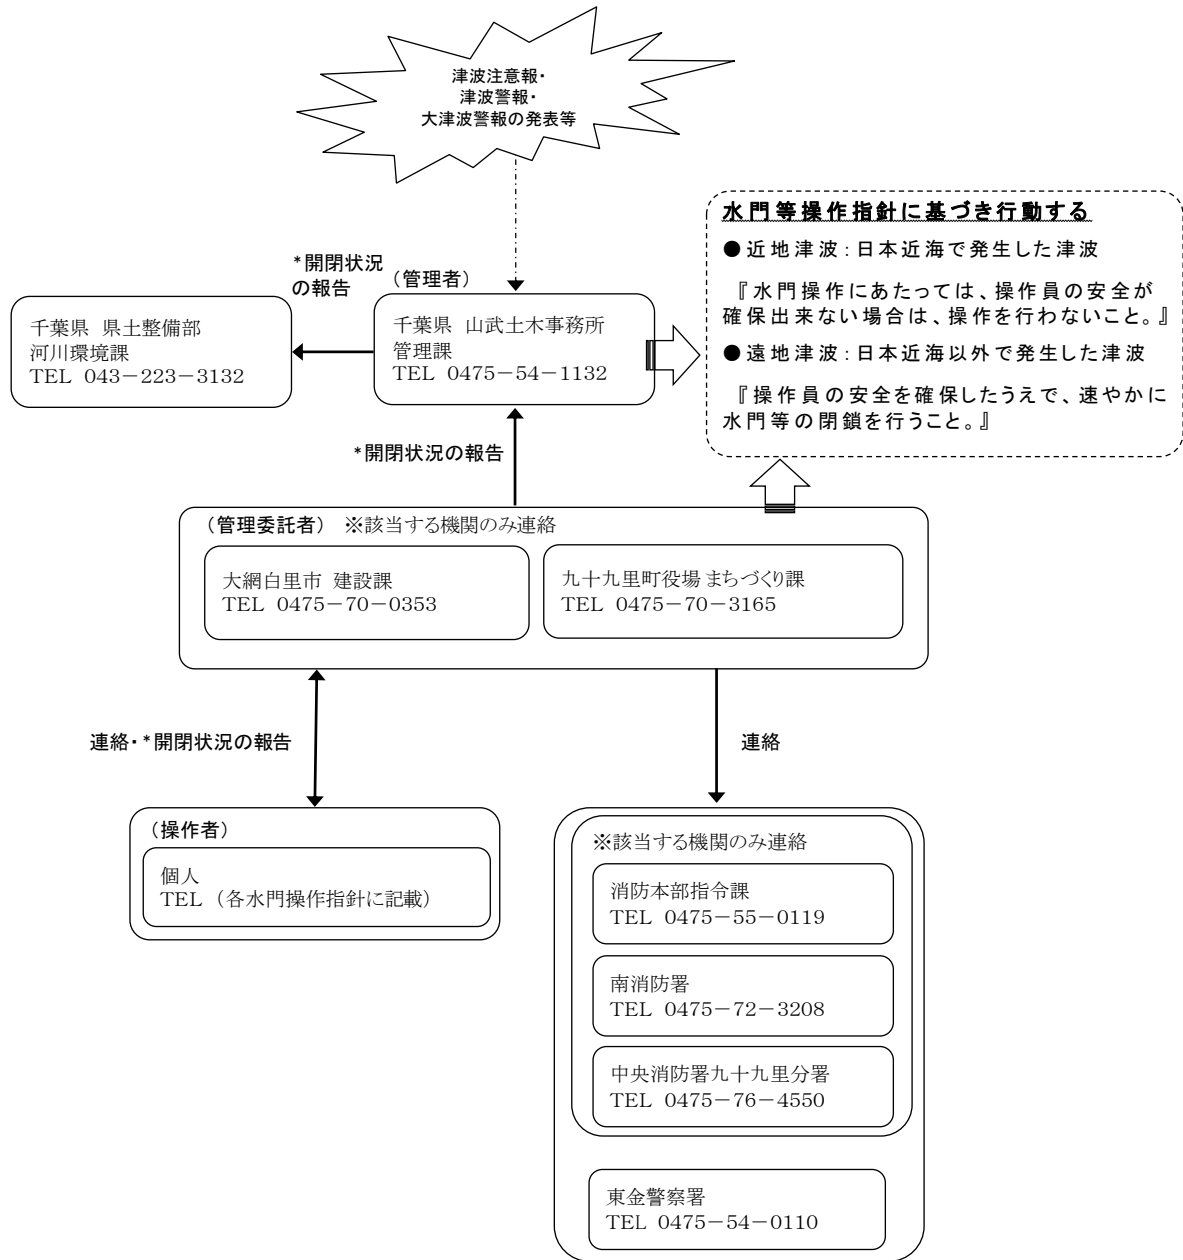 津波注意報・
津波警報・
大津波警報の発表等
水門等操作指針に基づき行動する
●近地津波：日本近海で発生した津波
『水門操作にあたっては、操作員の安全が
確保出来ない場合は、操作を行わないこと。』
●遠地津波：日本近海以外で発生した津波
『操作員の安全を確保したうえで、速やかに
水門等の閉鎖を行うこと。』
*開閉状況
の報告
（管理者）
千葉県　県土整備部
河川環境課
TEL 043－223－3132
千葉県 山武土木事務所
管理課
TEL 0475－54－1132
*開閉状況の報告
（管理委託者） ※該当する機関のみ連絡
大網白里市 建設課
TEL 0475－70－0353
九十九里町役場 まちづくり課
TEL 0475－70－3165
連絡・*開閉状況の報告
連絡
（操作者）
個人
TEL （各水門操作指針に記載）
※該当する機関のみ連絡
消防本部指令課
TEL 0475－55－0119
南消防署
TEL 0475－72－3208
中央消防署九十九里分署
TEL 0475－76－4550
東金警察署
TEL 0475－54－0110